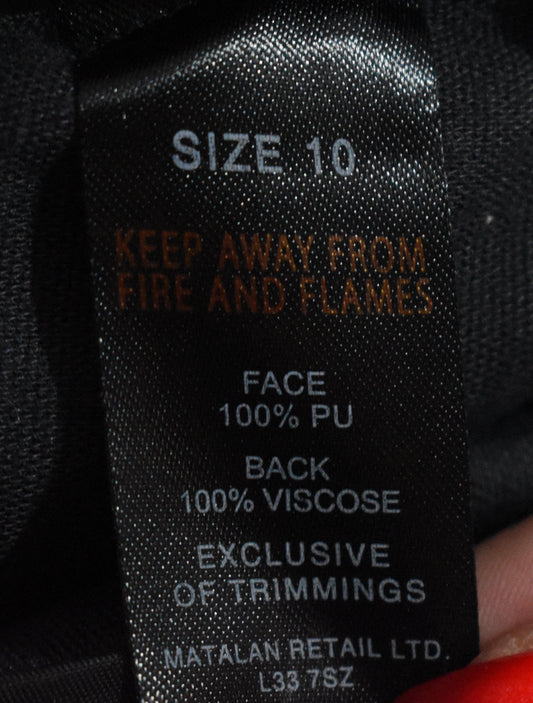 SIZE 10
KEEP AWAY FROM
FIRE AND FLAMES
FACE
100% PU
BACK
100% VISCOSE
EXCLUSIVE
OF TRIMMINGS
MATALAN RETAIL LTD.
L33 7SZ